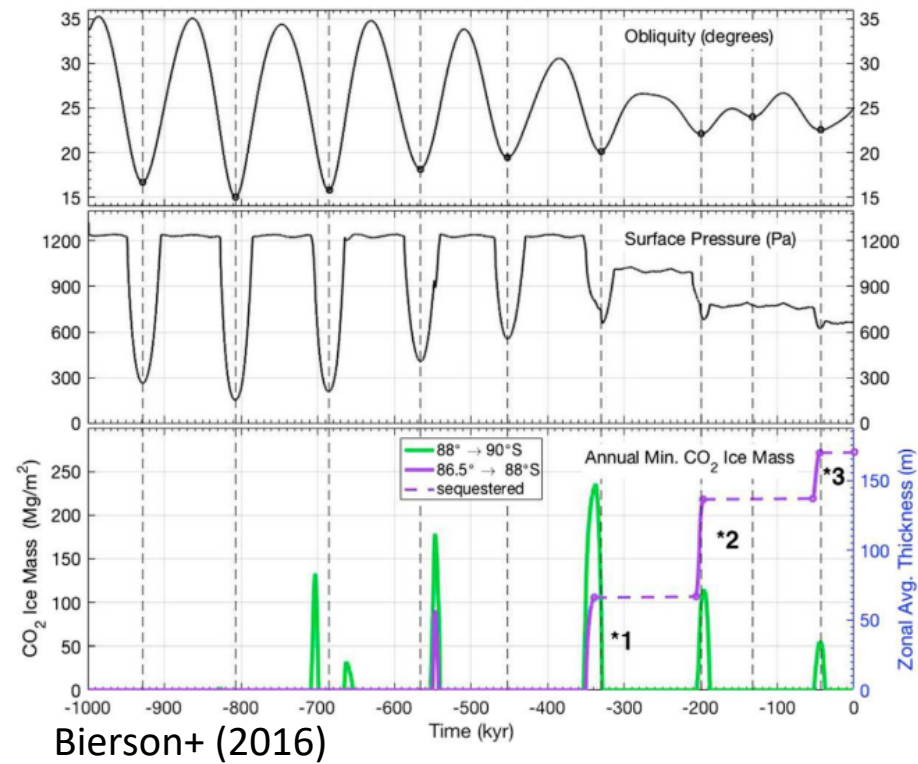 35 35
Obliquity (degrees)
30 30
25 25
20 20
15 15
1200 1200
Surface Pressure (Pa)
900 900
600 600
300 300
0 0
88° → 90°S
86.5° → 88°S
sequestered
Annual Min. CO₂ Ice Mass
CO₂ Ice Mass (Mg/m²)
250
200
150
100
50
0
*1
*2
*3
150
100
50
0
Zonal Avg. Thickness (m)
-1000 -900 -800 -700 -600 -500 -400 -300 -200 -100 0
Time (kyr)
Bierson+ (2016)